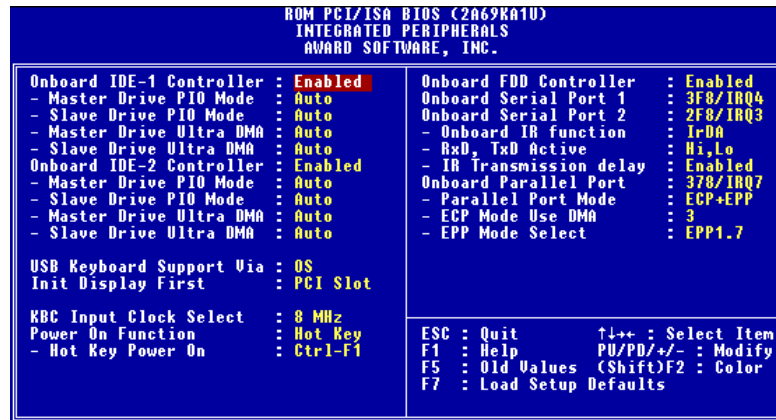 ROM PCI/ISA BIOS (2A69KA1U)
INTEGRATED PERIPHERALS
AWARD SOFTWARE, INC.
Onboard IDE-1 Controller : Enabled
- Master Drive PIO Mode : Auto
- Slave Drive PIO Mode : Auto
- Master Drive Ultra DMA : Auto
- Slave Drive Ultra DMA : Auto
Onboard IDE-2 Controller : Enabled
- Master Drive PIO Mode : Auto
- Slave Drive PIO Mode : Auto
- Master Drive Ultra DMA : Auto
- Slave Drive Ultra DMA : Auto
USB Keyboard Support Via : OS
Init Display First : PCI Slot
KBC Input Clock Select : 8 MHz
Power On Function : Hot Key
- Hot Key Power On : Ctrl-F1
Onboard FDD Controller : Enabled
Onboard Serial Port 1 : 3F8/IRQ4
Onboard Serial Port 2 : 2F8/IRQ3
- Onboard IR function : IrDA
- RxD, TxD Active : Hi,Lo
- IR Transmission delay : Enabled
Onboard Parallel Port : 378/IRQ7
- Parallel Port Mode : ECP+EPP
- ECP Mode Use DMA : 3
- EPP Mode Select : EPP1.7
ESC : Quit ↑↓→← : Select Item
F1 : Help PU/PD/+/- : Modify
F5 : Old Values (Shift)F2 : Color
F7 : Load Setup Defaults